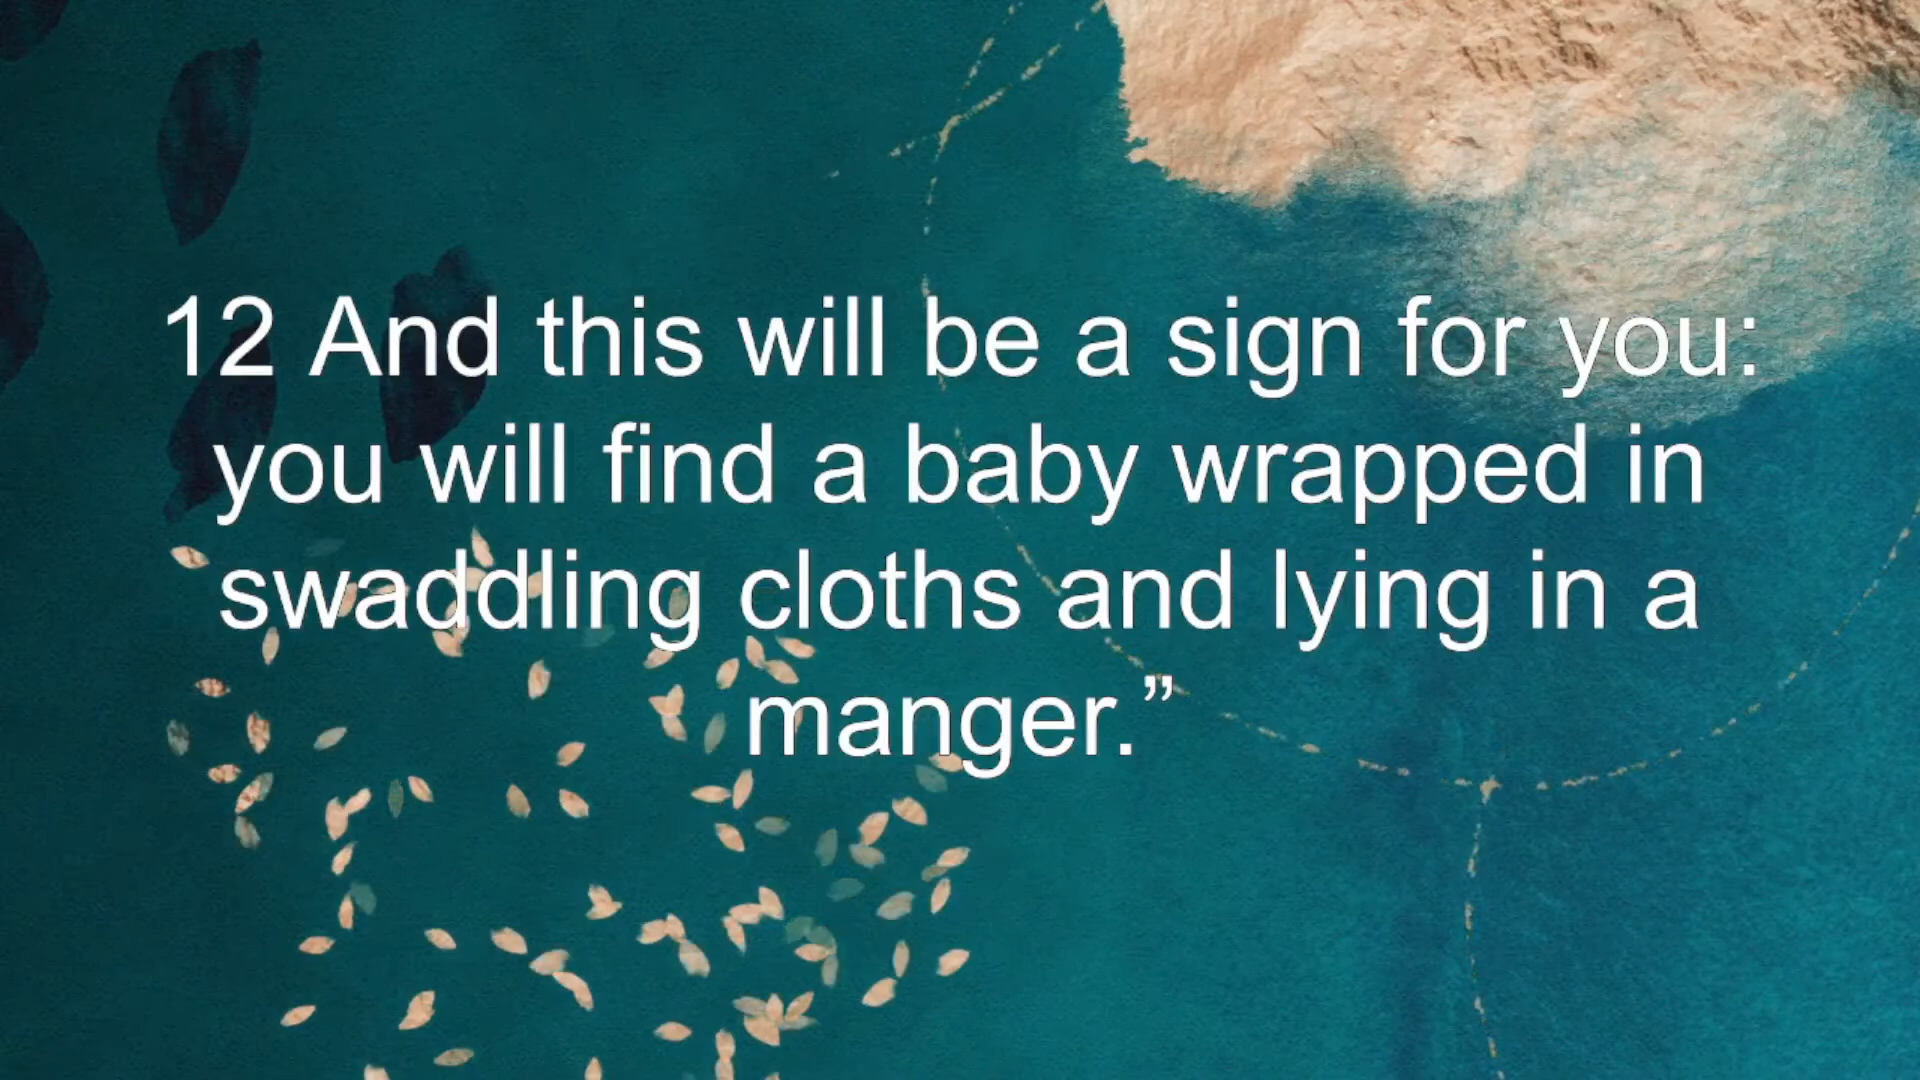 12 And this will be a sign for you:
you will find a baby wrapped in
swaddling cloths and lying in a
manger.”